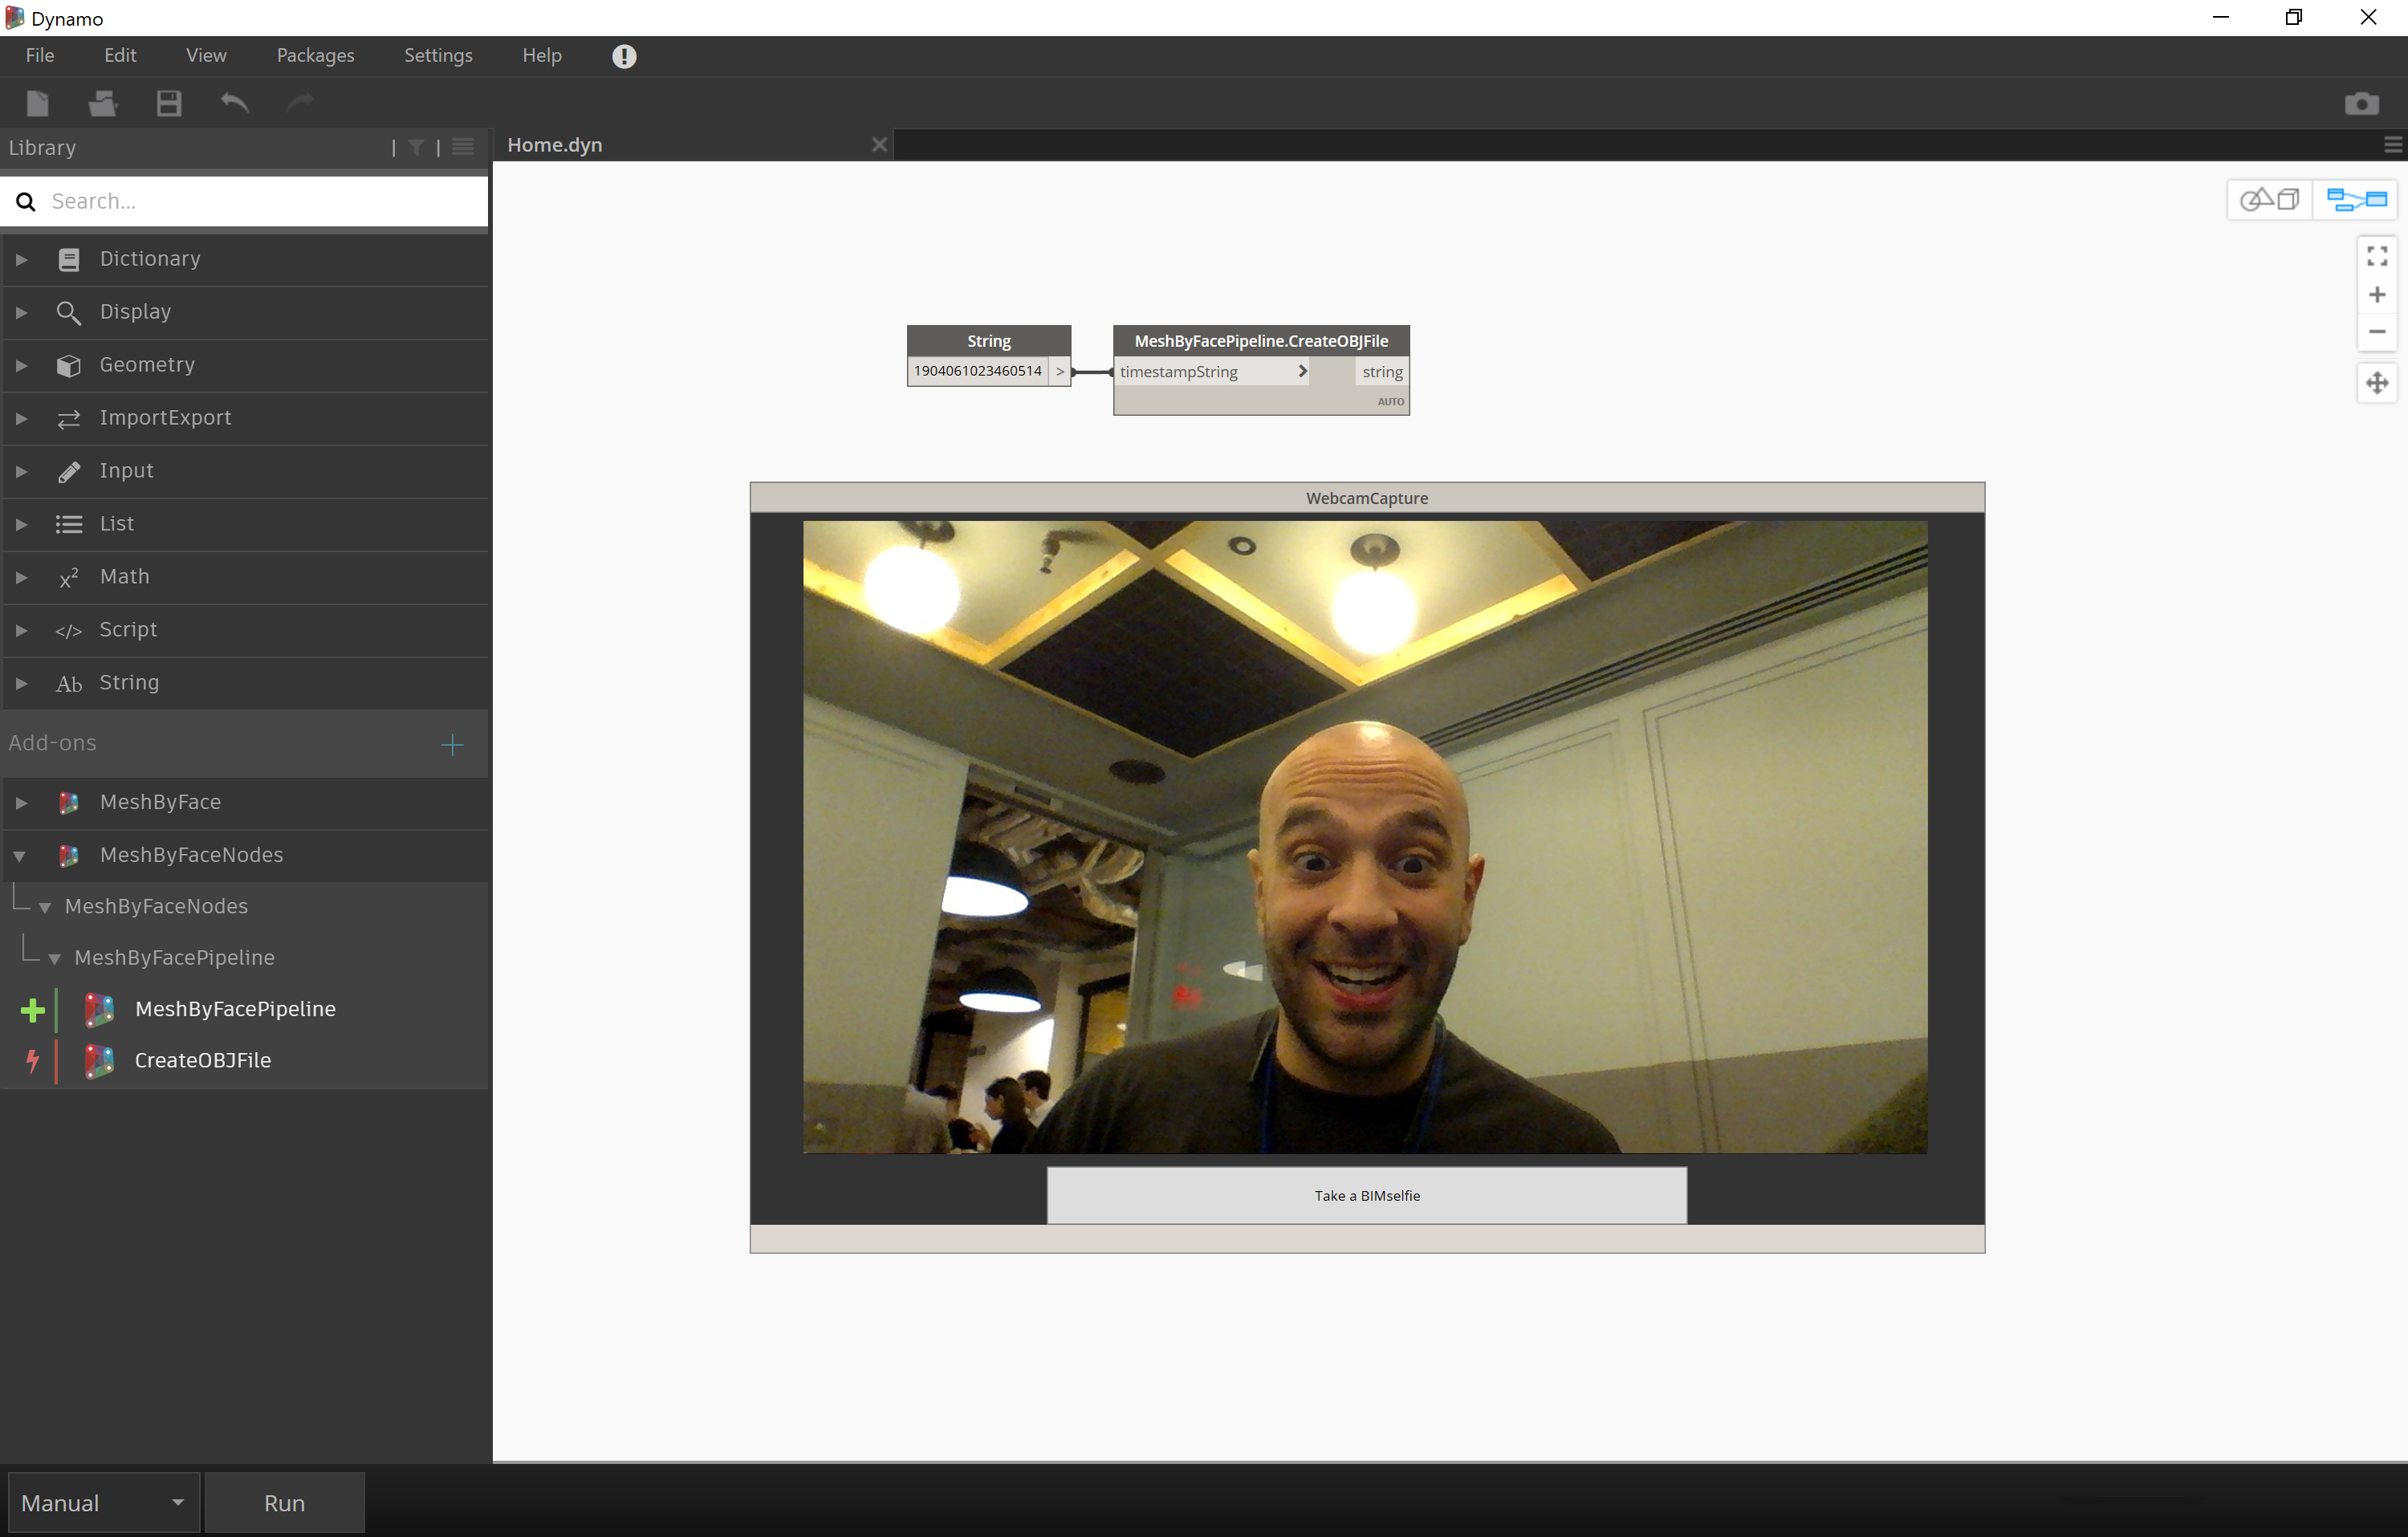 Dynamo
File Edit View Packages Settings Help
Library
Home.dyn
Search...
Dictionary
Display
Geometry
ImportExport
Input
List
Math
x² Script
</> String
Ab
Add-ons
MeshByFace
MeshByFaceNodes
MeshByFaceNodes
MeshByFacePipeline
MeshByFacePipeline
CreateOBJFile
String
1904061023460514 >
MeshByFacePipeline.CreateOBJFile
timestampString string
AUTO
WebcamCapture
Take a BIMselfie
Manual Run